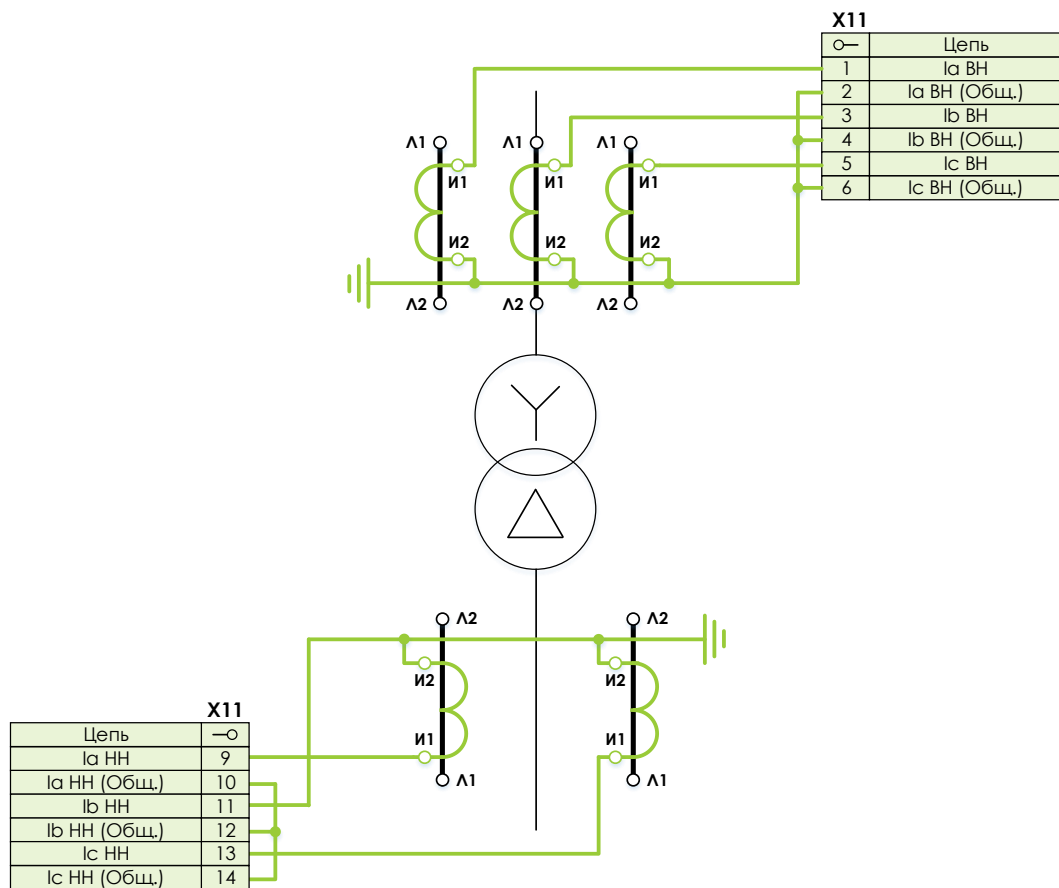 X11
Цепь
1 Ia ВН
2 Ia ВН (Общ.)
3 Ib ВН
4 Ib ВН (Общ.)
5 Ic ВН
6 Ic ВН (Общ.)
Л1 Л1 Л1
И1 И1 И1
И2 И2 И2
Л2 Л2 Л2
Л2 Л2
И2 И2
И1 И1
Л1 Л1
X11
Цепь
Ia НН 9
Ia НН (Общ.) 10
Ib НН 11
Ib НН (Общ.) 12
Ic НН 13
Ic НН (Общ.) 14